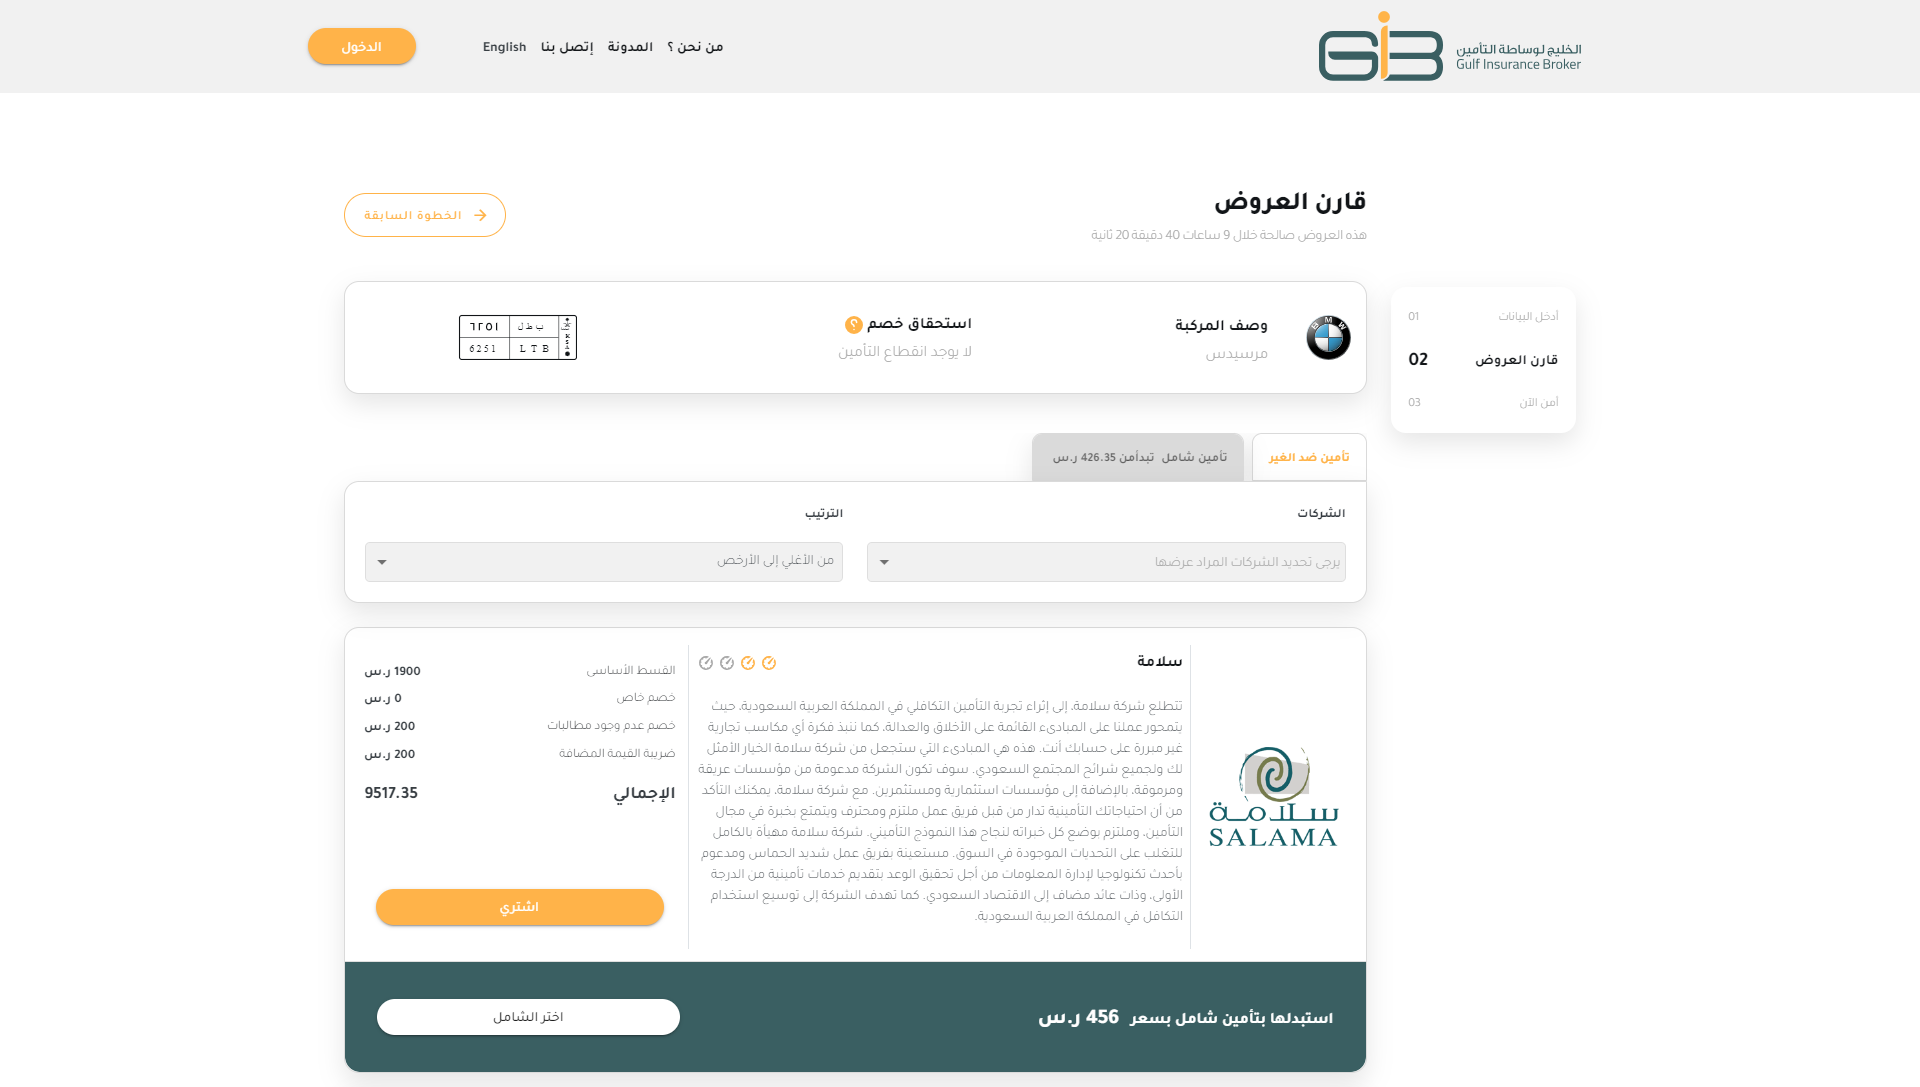 الخليج لوساطة التأمين
Gulf Insurance Broker
من نحن ؟
المدونة
إتصل بنا
English
الدخول
قارن العروض
هذه العروض صالحة خلال 9 ساعات 40 دقيقة 20 ثانية
الخطوة السابقة
أدخل البيانات 01
قارن العروض 02
أمن الآن 03
BMW
وصف المركبة
مرسيدس
استحقاق خصم ؟
لا يوجد انقطاع التأمين
٦٢٥١ ب ط ل
6251 L T B
تأمين ضد الغير
تأمين شامل تبدأمن 426.35 ر.س
الشركات
يرجى تحديد الشركات المراد عرضها
الترتيب
من الأغلي إلى الأرخص
سلامة
SALAMA
سلامة
تتطلع شركة سلامة، إلى إثراء تجربة التأمين التكافلي في المملكة العربية السعودية، حيث
يتمحور عملنا على المبادىء القائمة على الأخلاق والعدالة، كما ننبذ فكرة أي مكاسب تجارية
غير مبررة على حسابك أنت. هذه هي المبادىء التي ستجعل من شركة سلامة الخيار الأمثل
لك ولجميع شرائح المجتمع السعودي. سوف تكون الشركة مدعومة من مؤسسات عريقة
ومرموقة، بالإضافة إلى مؤسسات استثمارية ومستثمرين. مع شركة سلامة، يمكنك التأكد
من أن احتياجاتك التأمينية تدار من قبل فريق عمل ملتزم ومحترف ويتمتع بخبرة في مجال
التأمين، وملتزم بوضع كل خبراته لنجاح هذا النموذج التأميني. شركة سلامة مهيأة بالكامل
للتغلب على التحديات الموجودة في السوق. مستعينة بفريق عمل شديد الحماس ومدعوم
بأحدث تكنولوجيا لإدارة المعلومات من أجل تحقيق الوعد بتقديم خدمات تأمينية من الدرجة
الأولى، وذات عائد مضاف إلى الاقتصاد السعودي. كما تهدف الشركة إلى توسيع استخدام
التكافل في المملكة العربية السعودية.
القسط الأساسى 1900 ر.س
خصم خاص 0 ر.س
خصم عدم وجود مطالبات 200 ر.س
ضريبة القيمة المضافة 200 ر.س
الإجمالي 9517.35
اشتري
استبدلها بتأمين شامل بسعر 456 ر.س
اختر الشامل